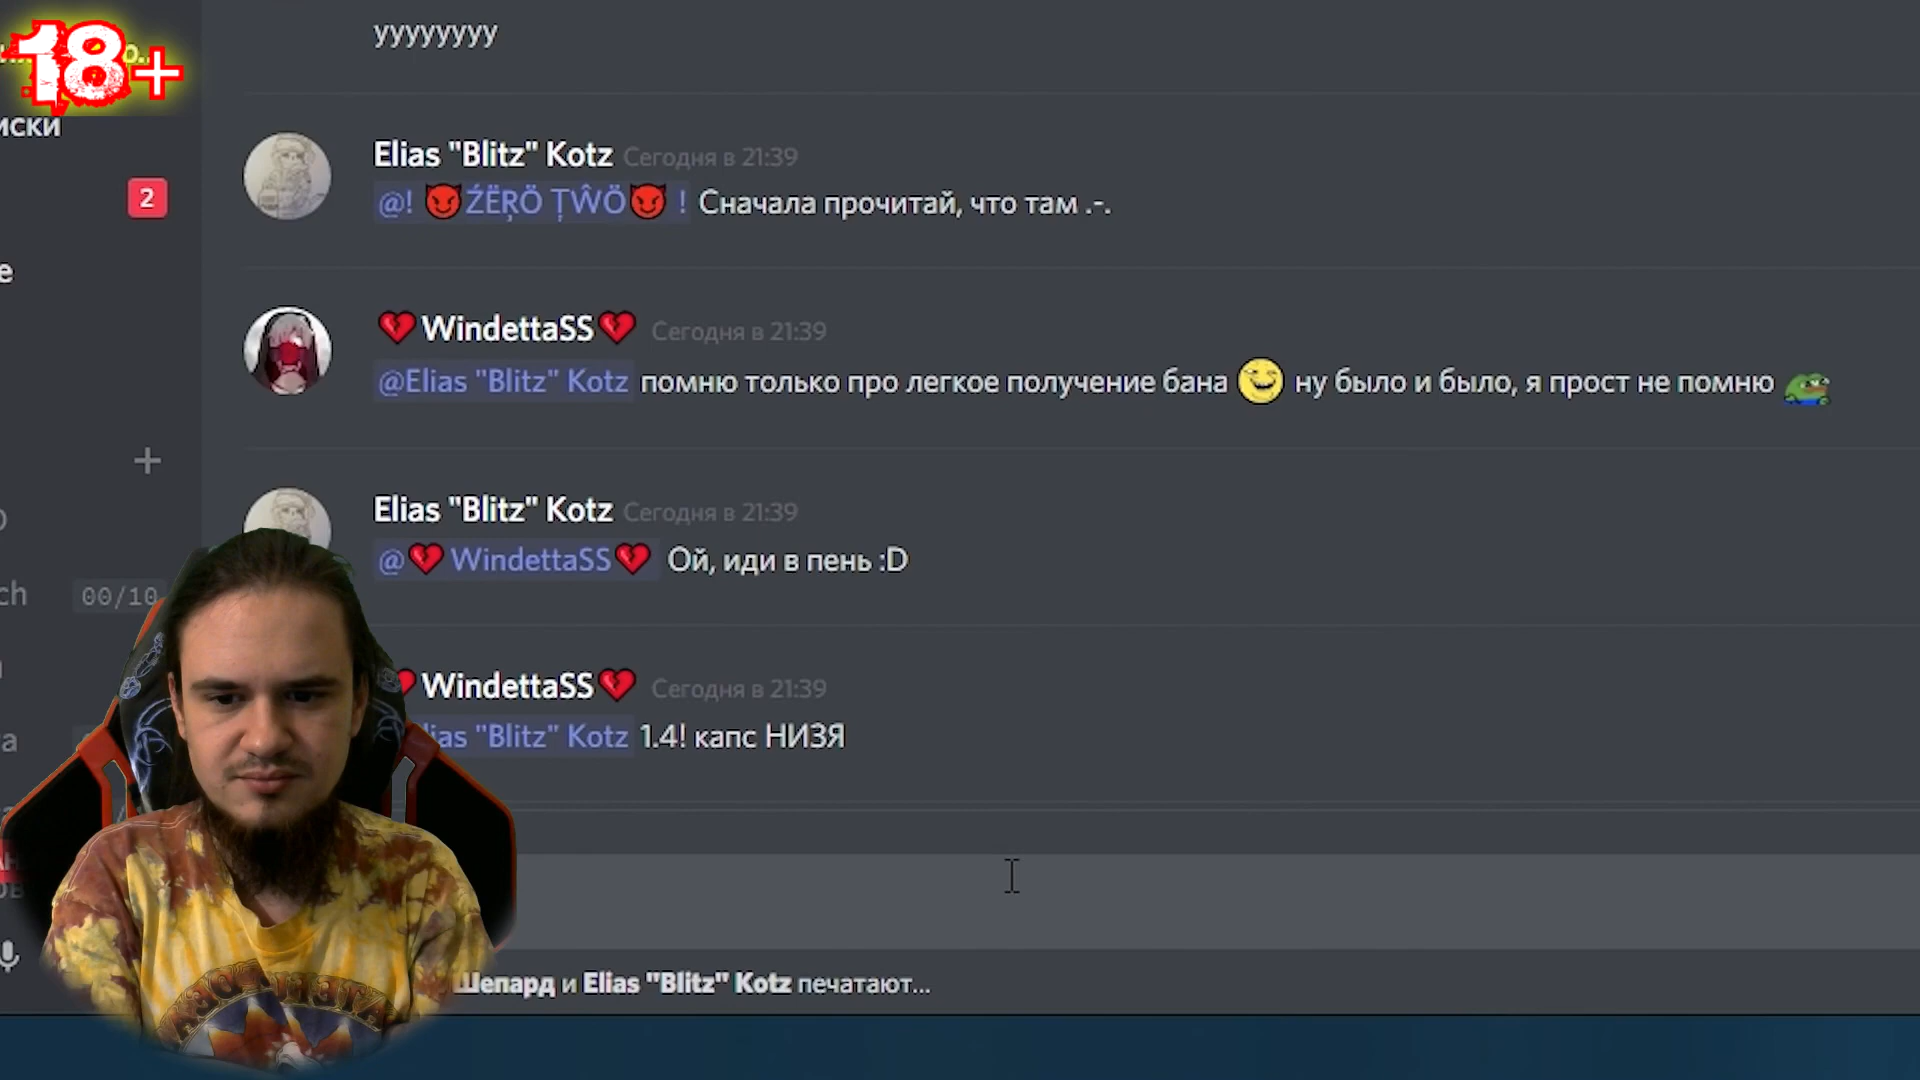 уууууууу
18+
иски
Elias "Blitz" Kotz Сегодня в 21:39
2
@! 😈ŹËŖÖ ŢŴÖ😈 ! Сначала прочитай, что там .-.
е
💔WindettaSS💔 Сегодня в 21:39
@Elias "Blitz" Kotz помню только про легкое получение бана ну было и было, я прост не помню
+
Elias "Blitz" Kotz Сегодня в 21:39
@💔 WindettaSS💔 Ой, иди в пень :D
ch 00/10
WindettaSS💔 Сегодня в 21:39
lias "Blitz" Kotz 1.4! капс НИЗЯ
Шепард и Elias "Blitz" Kotz печатают...